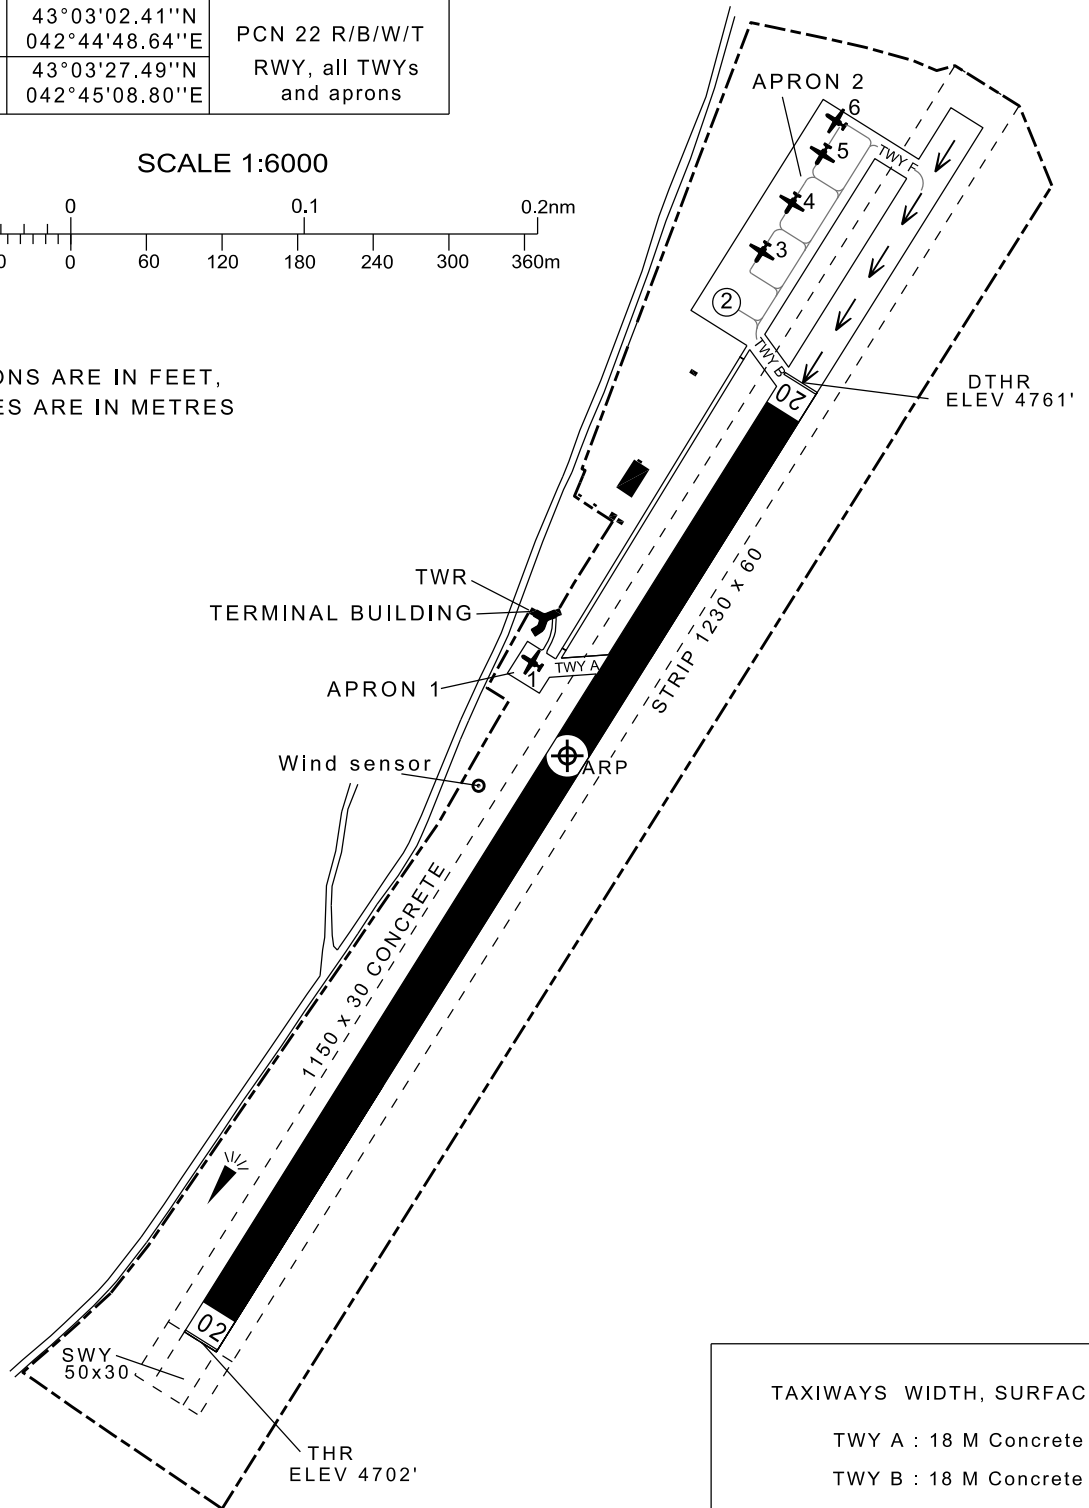 43°03'02.41''N
042°44'48.64''E
43°03'27.49''N
042°45'08.80''E
PCN 22 R/B/W/T
RWY, all TWYs
and aprons
SCALE 1:6000
0 0.1 0.2nm
0 0 60 120 180 240 300 360m
ONS ARE IN FEET,
ES ARE IN METRES
APRON 2
6
5
4
3
2
TWY F
TWY B
20
DTHR
ELEV 4761'
TWR
TERMINAL BUILDING
APRON 1
1
TWY A
STRIP 1230 x 60
Wind sensor
ARP
1150 x 30 CONCRETE
02
SWY
50x30
THR
ELEV 4702'
TAXIWAYS WIDTH, SURFAC
TWY A : 18 M Concrete
TWY B : 18 M Concrete